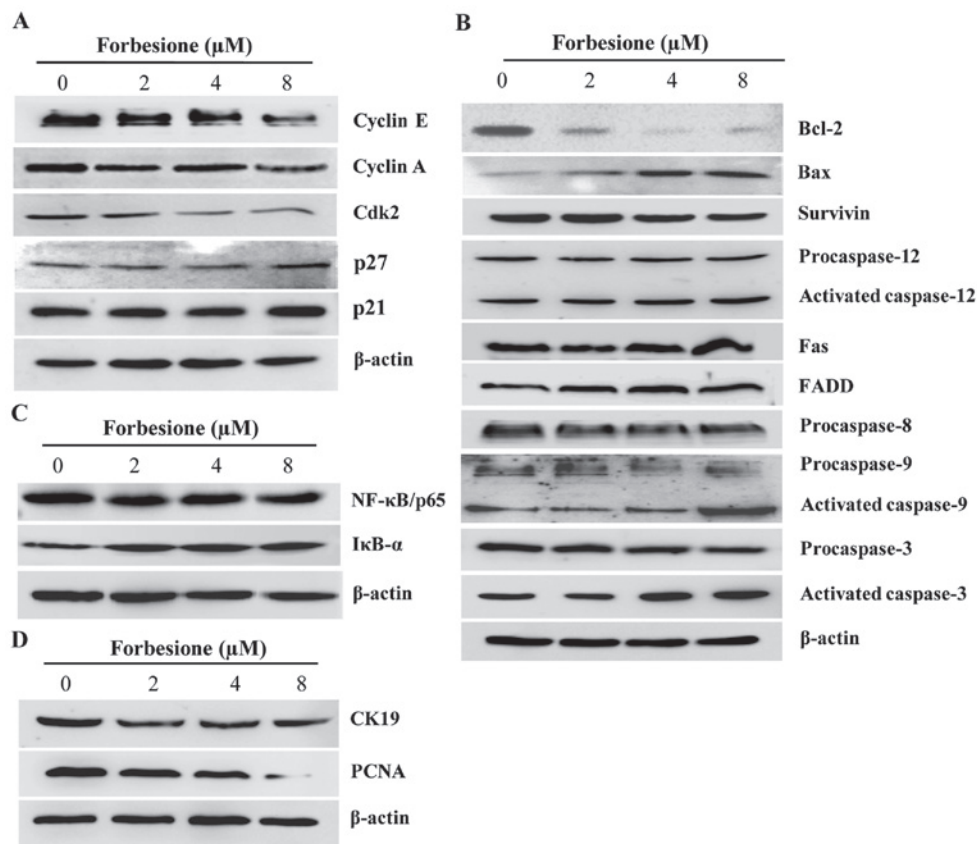 A
Forbesione (µM)
0 2 4 8
Cyclin E
Cyclin A
Cdk2
p27
p21
β-actin
B
Forbesione (µM)
0 2 4 8
Bcl-2
Bax
Survivin
Procaspase-12
Activated caspase-12
Fas
FADD
Procaspase-8
Procaspase-9
Activated caspase-9
Procaspase-3
Activated caspase-3
β-actin
C
Forbesione (µM)
0 2 4 8
NF-κB/p65
IκB-α
β-actin
D
Forbesione (µM)
0 2 4 8
CK19
PCNA
β-actin